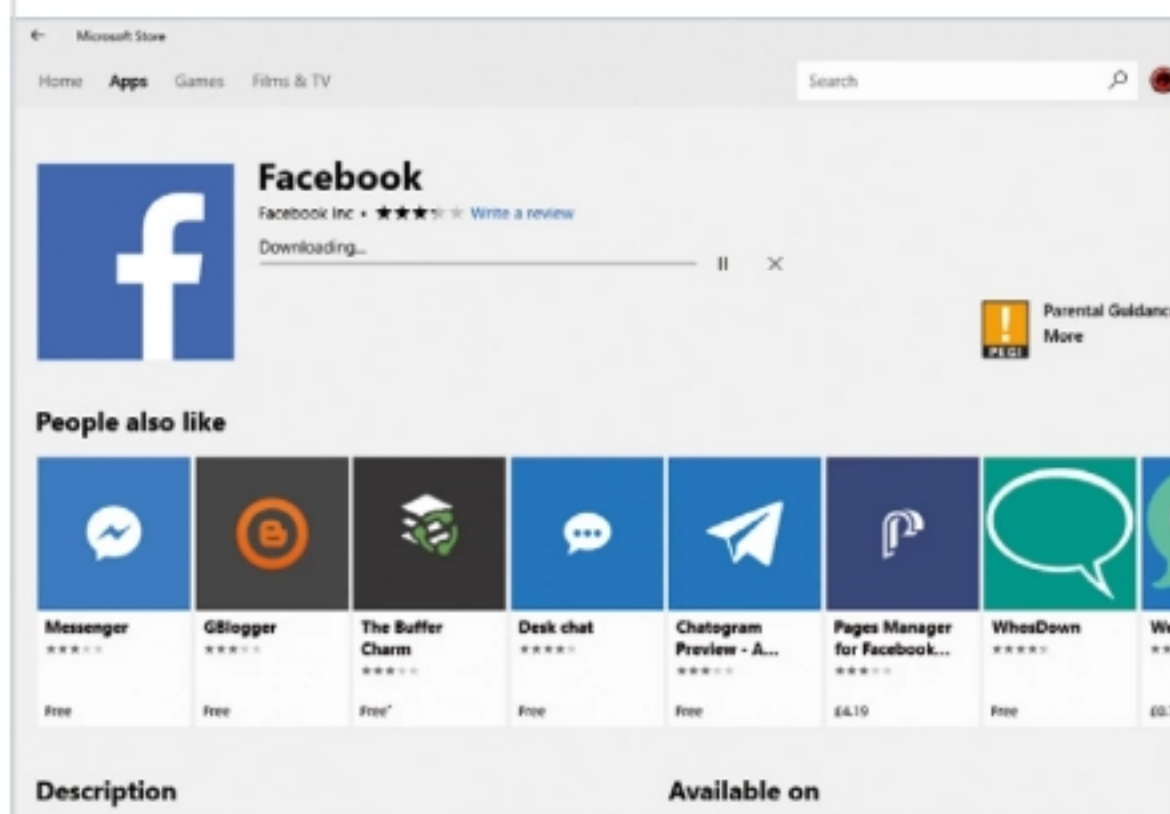 Microsoft Store
Home Apps Games Films & TV
Search
Facebook
Facebook Inc • Write a review
Downloading...
PEGI
Parental Guidanc
More
People also like
Messenger
Free
GBlogger
Free
The Buffer
Charm
Free*
Desk chat
Free
Chatogram
Preview - A...
Free
Pages Manager
for Facebook...
£4.19
WhosDown
Free
We
Description
Available on